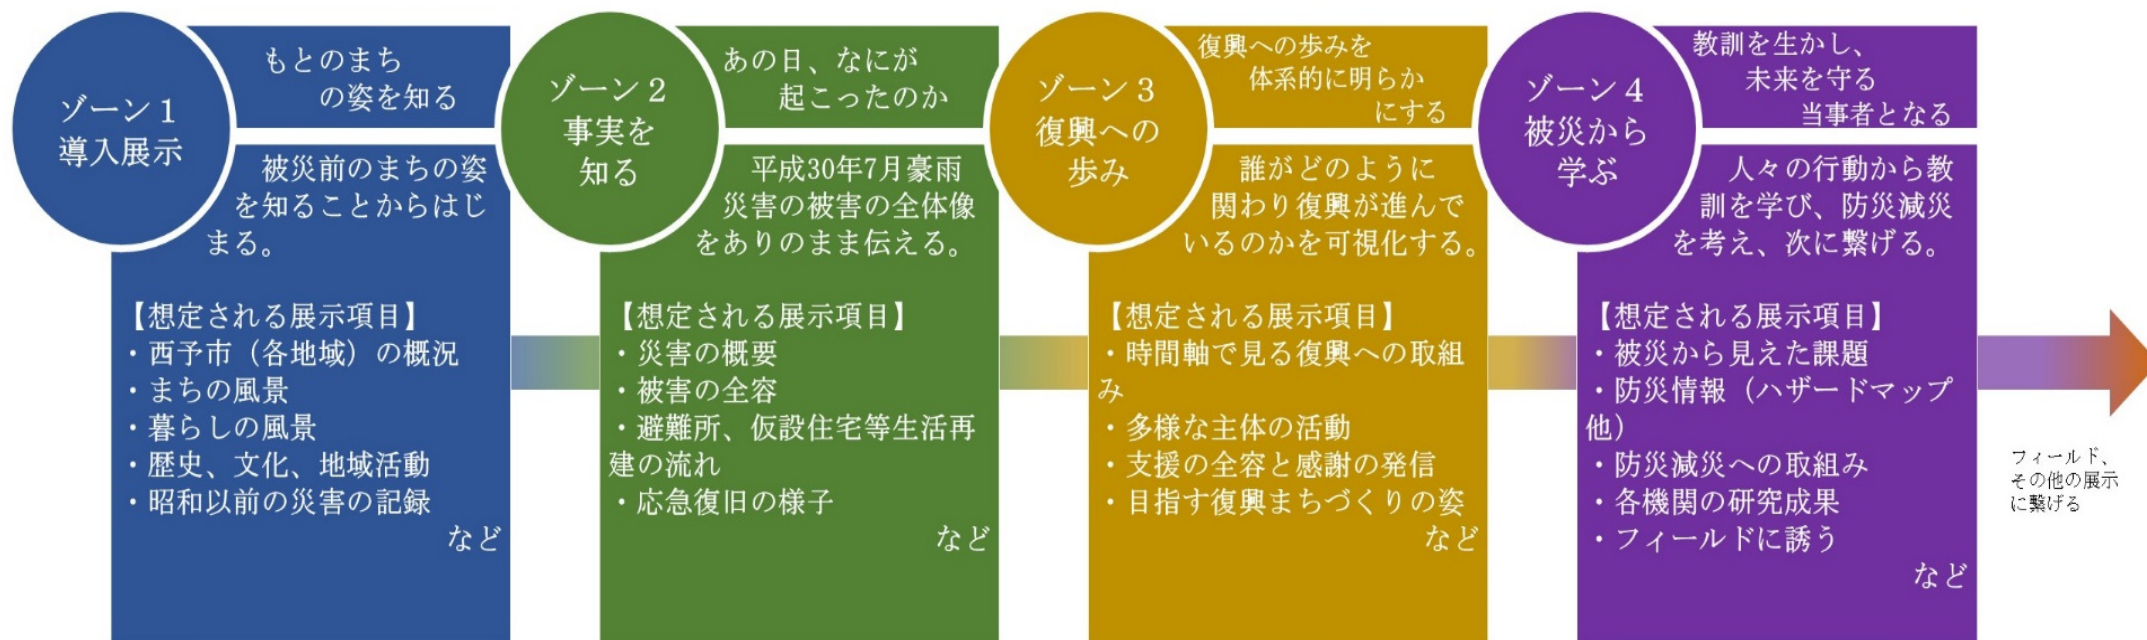 ゾーン１
導入展示
もとのまち
の姿を知る
被災前のまちの姿
を知ることからはじ
まる。
【想定される展示項目】
・西予市（各地域）の概況
・まちの風景
・暮らしの風景
・歴史、文化、地域活動
・昭和以前の災害の記録
など
ゾーン２
事実を
知る
あの日、なにが
起こったのか
平成30年7月豪雨
災害の被害の全体像
をありのまま伝える。
【想定される展示項目】
・災害の概要
・被害の全容
・避難所、仮設住宅等生活再
建の流れ
・応急復旧の様子
など
ゾーン３
復興への
歩み
復興への歩みを
体系的に明らか
にする
誰がどのように
関わり復興が進んで
いるのかを可視化する。
【想定される展示項目】
・時間軸で見る復興への取組
み
・多様な主体の活動
・支援の全容と感謝の発信
・目指す復興まちづくりの姿
など
ゾーン４
被災から
学ぶ
教訓を生かし、
未来を守る
当事者となる
人々の行動から教
訓を学び、防災減災
を考え、次に繋げる。
【想定される展示項目】
・被災から見えた課題
・防災情報（ハザードマップ
他）
・防災減災への取組み
・各機関の研究成果
・フィールドに誘う
など
フィールド、
その他の展示
に繋げる